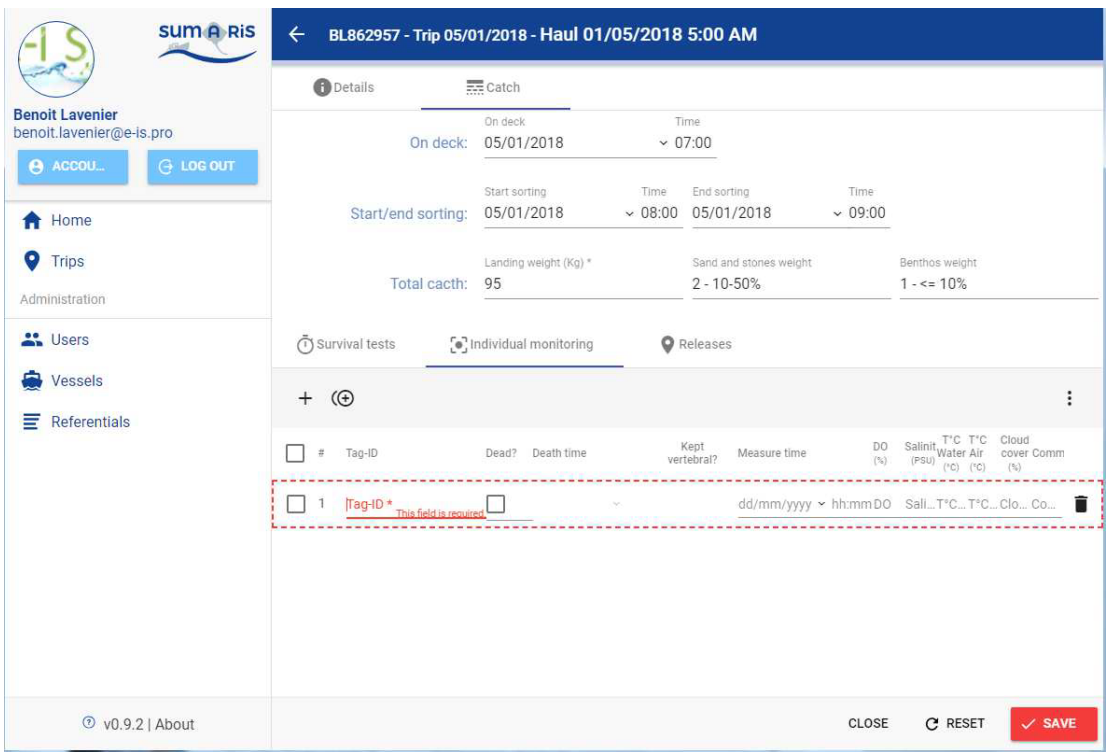 -I S
sumARiS
Benoit Lavenier
benoit.lavenier@e-is.pro
ACCOU...
LOG OUT
Home
Trips
Administration
Users
Vessels
Referentials
v0.9.2 | About
BL862957 - Trip 05/01/2018 - Haul 01/05/2018 5:00 AM
Details
Catch
On deck
Time
On deck: 05/01/2018 07:00
Start sorting
Time
End sorting
Time
Start/end sorting: 05/01/2018 08:00 05/01/2018 09:00
Landing weight (Kg) *
Sand and stones weight
Benthos weight
Total cacth: 95 2 - 10-50% 1 - <= 10%
Survival tests
Individual monitoring
Releases
#
Tag-ID
Dead?
Death time
Kept
vertebral?
Measure time
DO
(%)
Salinit
(PSU)
T°C
Water
(°C)
T°C
Air
(°C)
Cloud
cover
(%)
Comm
1
Tag-ID *
This field is required.
dd/mm/yyyy
hh:mm
DO
Sali...
T°C...
T°C...
Clo...
Co...
CLOSE
RESET
SAVE